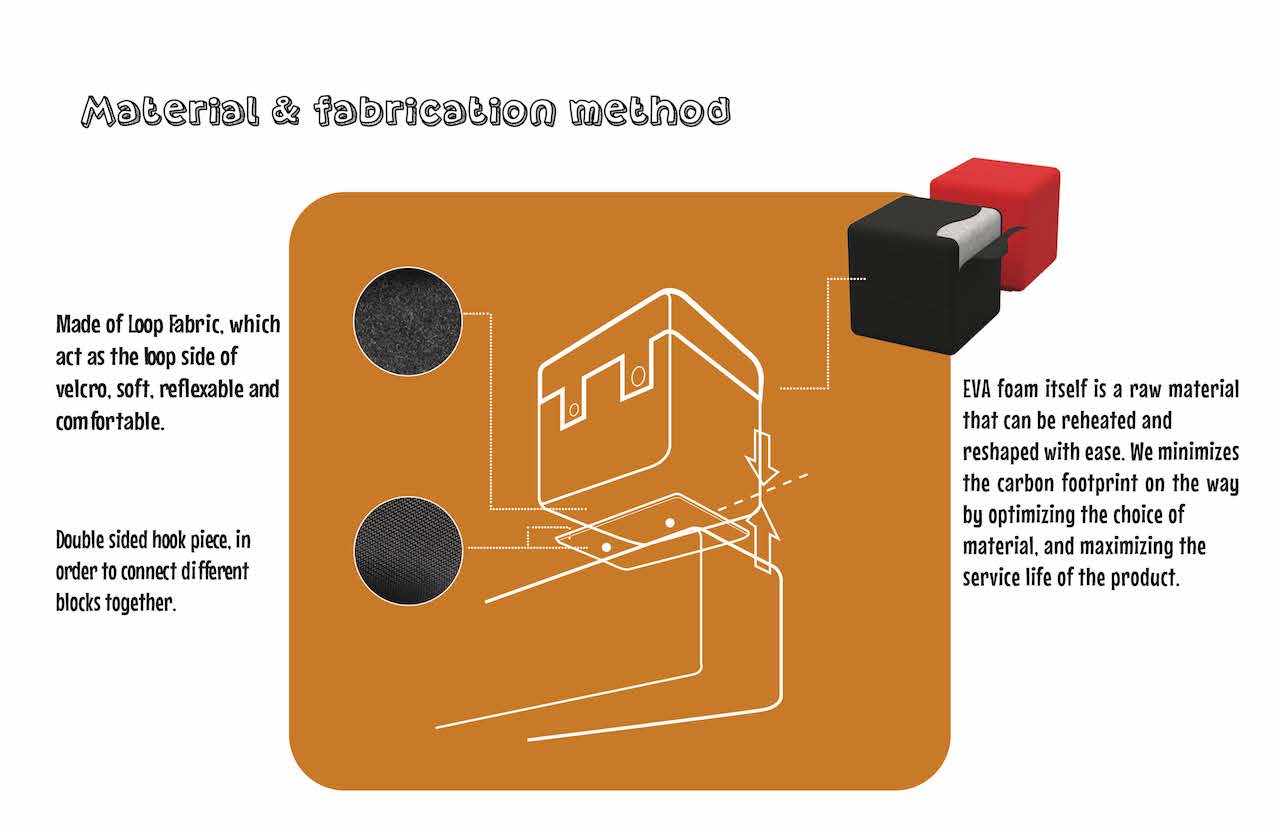 Material & fabrication method
Made of Loop Fabric, which
act as the loop side of
velcro, soft, reflexable and
comfortable.
Double sided hook piece, in
order to connect different
blocks together.
EVA foam itself is a raw material
that can be reheated and
reshaped with ease. We minimizes
the carbon footprint on the way
by optimizing the choice of
material, and maximizing the
service life of the product.